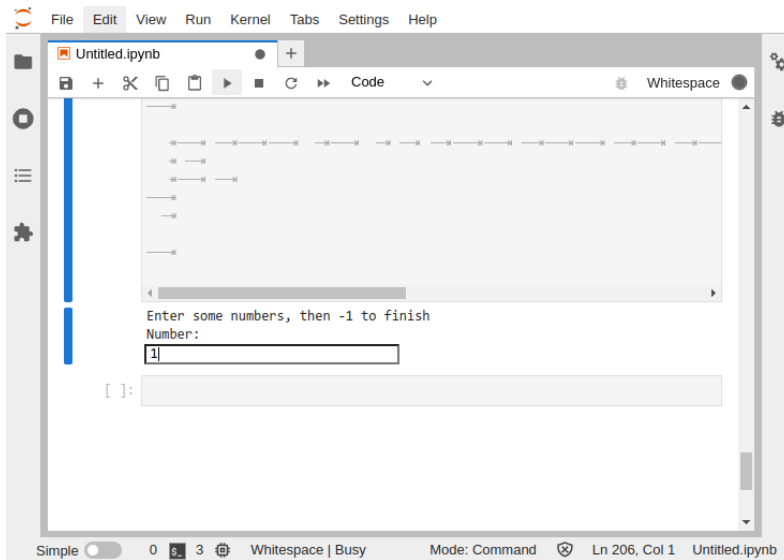 File Edit View Run Kernel Tabs Settings Help
Untitled.ipynb
Code
Whitespace
Enter some numbers, then -1 to finish
Number:
1
[ ]:
Simple 0 $_ 3 Whitespace | Busy Mode: Command Ln 206, Col 1 Untitled.ipynb